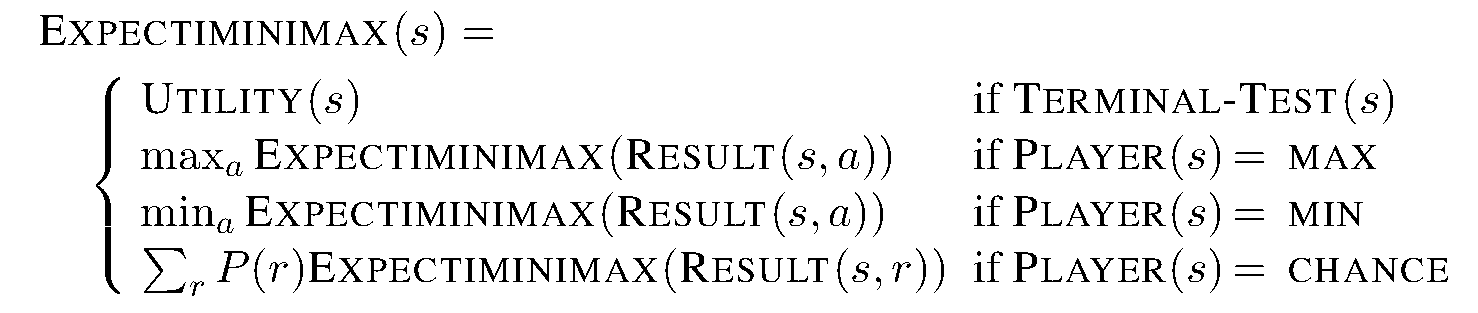 EXPECTIMINIMAX(s) =
UTILITY(s) if TERMINAL-TEST(s)
max_a EXPECTIMINIMAX(RESULT(s, a)) if PLAYER(s) = MAX
min_a EXPECTIMINIMAX(RESULT(s, a)) if PLAYER(s) = MIN
∑_r P(r)EXPECTIMINIMAX(RESULT(s, r)) if PLAYER(s) = CHANCE